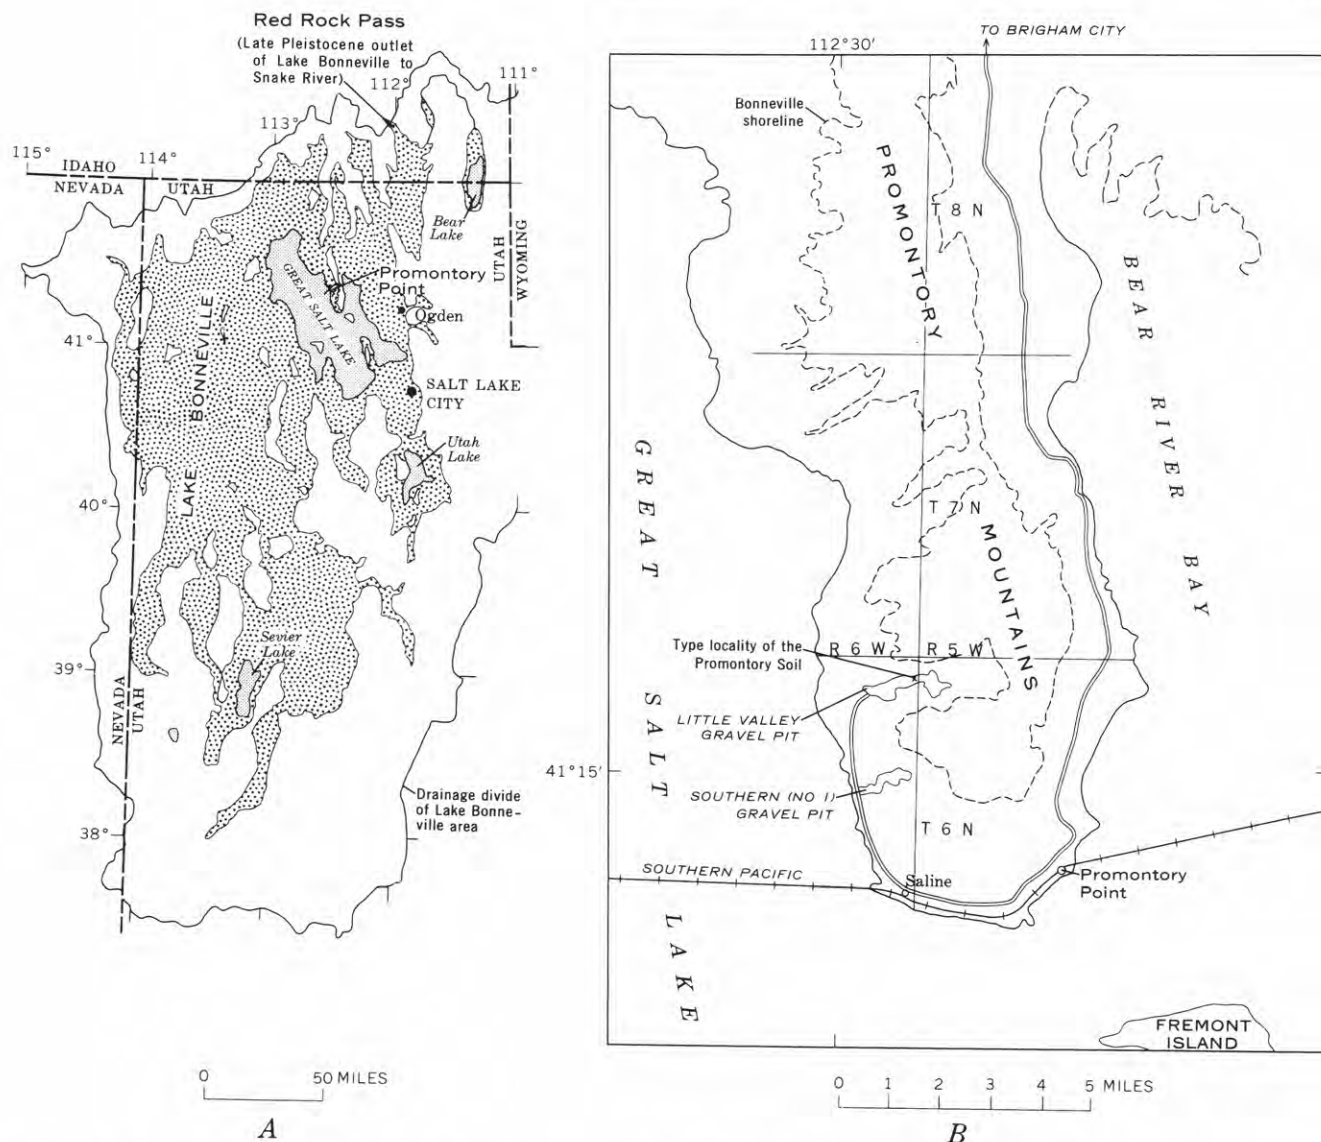 Red Rock Pass
(Late Pleistocene outlet
of Lake Bonneville to
Snake River)
112°
111°
113°
115°
114°
IDAHO
NEVADA
UTAH
Bear
Lake
UTAH
WYOMING
GREAT SALT LAKE
Promontory
Point
Ogden
41°
LAKE BONNEVILLE
SALT LAKE
CITY
Utah
Lake
40°
Sevier
Lake
39°
NEVADA
UTAH
Drainage divide
of Lake Bonne-
ville area
38°
0 50 MILES
A
TO BRIGHAM CITY
112°30'
Bonneville
shoreline
PROMONTORY
T 8 N
BEAR RIVER BAY
GREAT SALT LAKE
T 7 N
MOUNTAINS
Type locality of the
Promontory Soil
R 6 W R 5 W
LITTLE VALLEY
GRAVEL PIT
41°15'
SOUTHERN (NO 1)
GRAVEL PIT
T 6 N
SOUTHERN PACIFIC
Saline
Promontory
Point
FREMONT
ISLAND
0 1 2 3 4 5 MILES
B